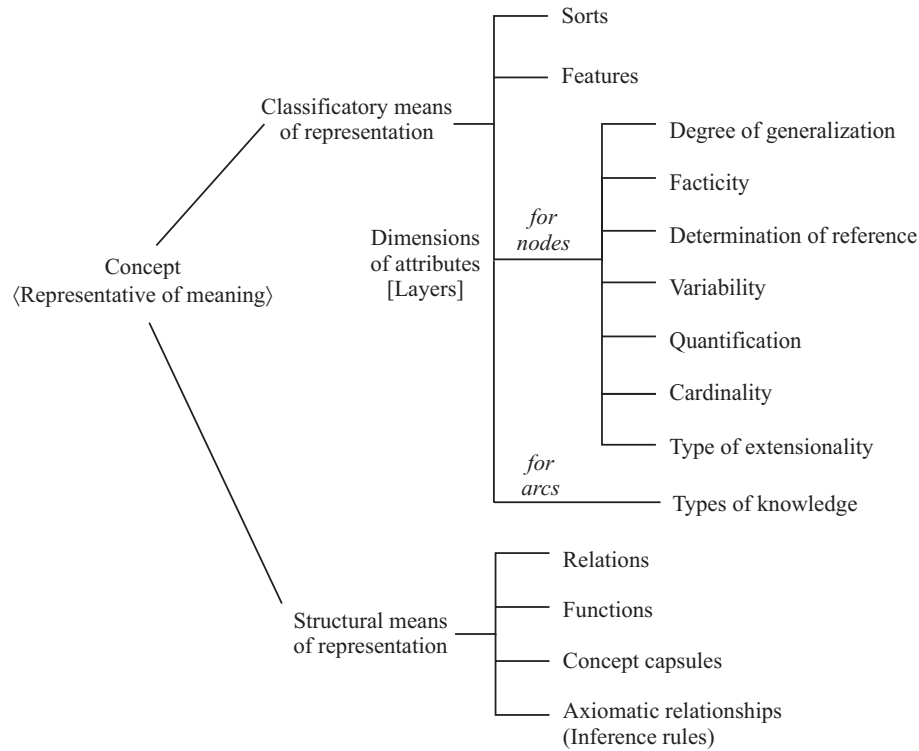 Sorts
Features
Classificatory means
of representation
Degree of generalization
Facticity
Determination of reference
Variability
Quantification
Cardinality
Type of extensionality
for
nodes
Dimensions
of attributes
[Layers]
Concept
⟨Representative of meaning⟩
for
arcs
Types of knowledge
Relations
Functions
Structural means
of representation
Concept capsules
Axiomatic relationships
(Inference rules)